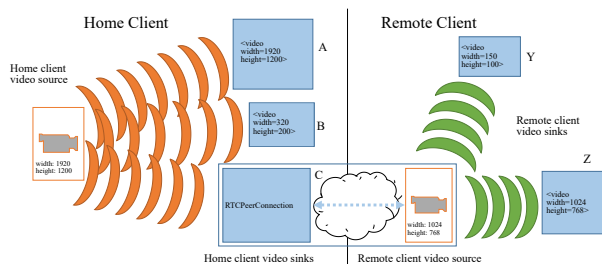 Home Client
Remote Client
Home client
video source
width: 1920
height: 1200
A
<video
width=1920
height=1200>
B
<video
width=320
height=200>
C
RTCPeerConnection
Home client video sinks
Y
<video
width=150
height=100>
Remote client
video sinks
Z
<video
width=1024
height=768>
width: 1024
height: 768
Remote client video source